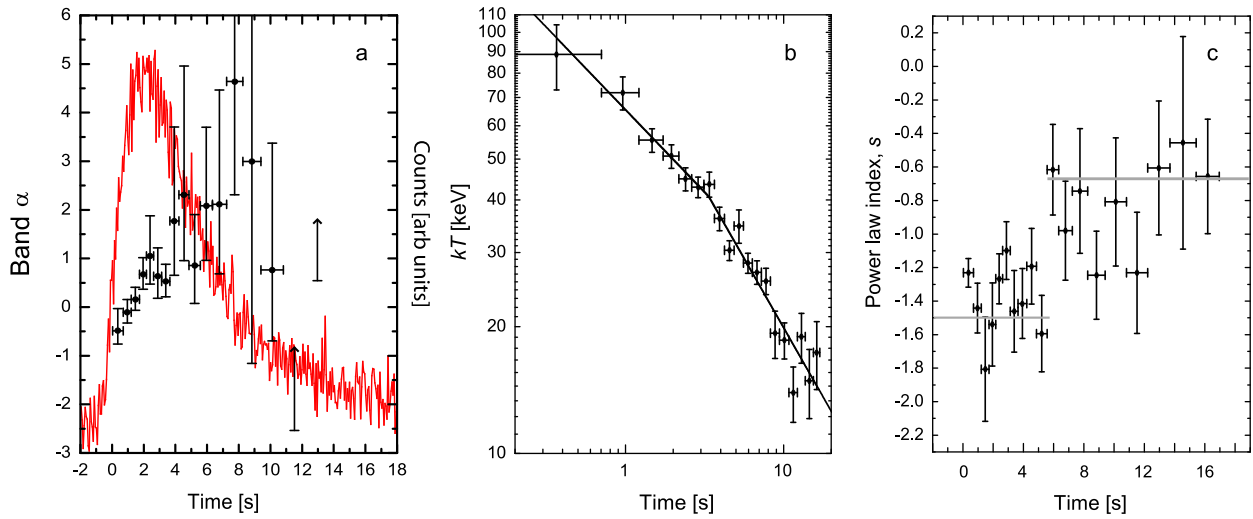 a
6
5
4
3
2
1
0
-1
-2
-3
Band α
-2 0 2 4 6 8 10 12 14 16 18
Time [s]
Counts [arb units]
b
110
100
90
80
70
60
50
40
30
20
10
kT [keV]
1 10
Time [s]
c
0.2
0.0
-0.2
-0.4
-0.6
-0.8
-1.0
-1.2
-1.4
-1.6
-1.8
-2.0
-2.2
Power law index, s
0 4 8 12 16
Time [s]